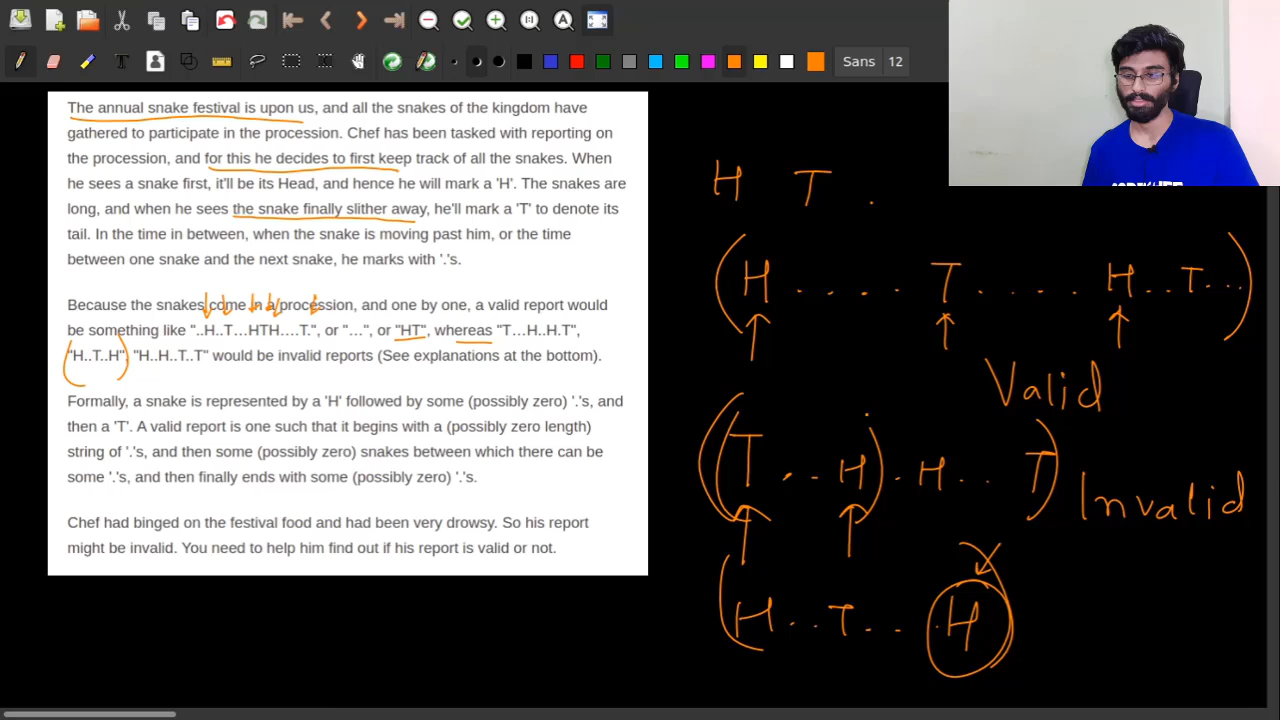 Sans 12
The annual snake festival is upon us, and all the snakes of the kingdom have
gathered to participate in the procession. Chef has been tasked with reporting on
the procession, and for this he decides to first keep track of all the snakes. When
he sees a snake first, it'll be its Head, and hence he will mark a 'H'. The snakes are
long, and when he sees the snake finally slither away, he'll mark a 'T' to denote its
tail. In the time in between, when the snake is moving past him, or the time
between one snake and the next snake, he marks with '.'s.
Because the snakes come in a procession, and one by one, a valid report would
be something like "..H..T...HTH....T.", or "...", or "HT", whereas "T...H..H.T",
"H..T..H", "H..H..T..T" would be invalid reports (See explanations at the bottom).
Formally, a snake is represented by a 'H' followed by some (possibly zero) '.'s, and
then a 'T'. A valid report is one such that it begins with a (possibly zero length)
string of '.'s, and then some (possibly zero) snakes between which there can be
some '.'s, and then finally ends with some (possibly zero) '.'s.
Chef had binged on the festival food and had been very drowsy. So his report
might be invalid. You need to help him find out if his report is valid or not.
H T .
(H . . . . T . . . . H . . T . . .)
Valid
((T . . H) . H . . T)
Invalid
(H . . T . . . H)